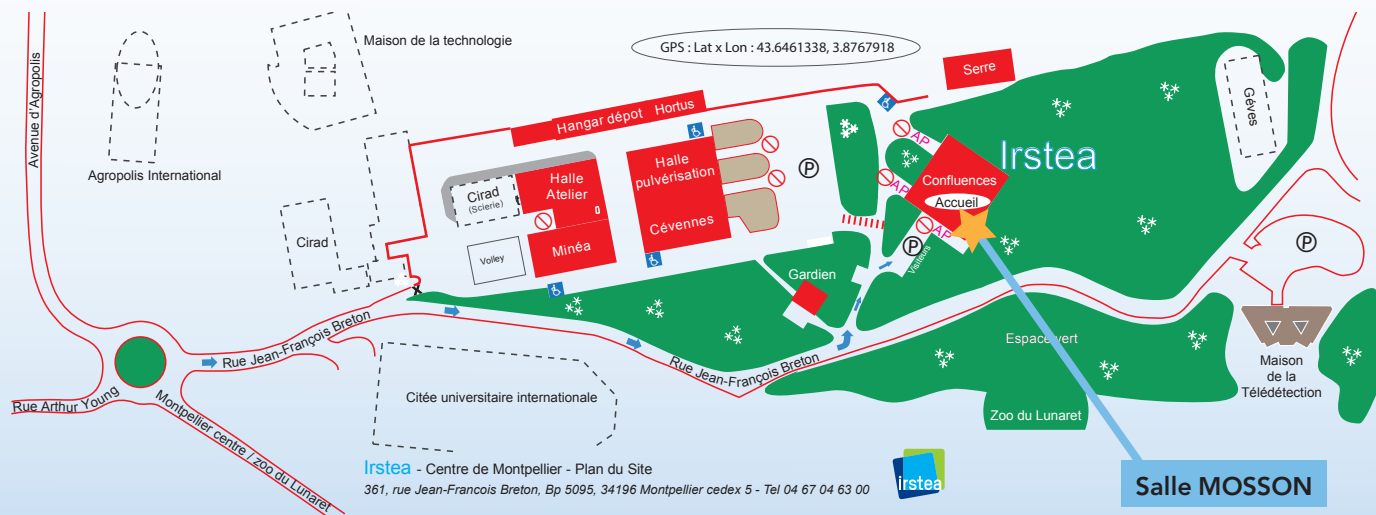 Avenue d'Agropolis
Agropolis International
Maison de la technologie
GPS : Lat x Lon : 43.6461338, 3.8767918
Serre
Géves
Hangar dépôt Hortus
Halle
pulvérisation
Cévennes
Halle
Atelier
Cirad
(Scierie)
Minéa
Volley
Cirad
P
AP
AP
AP
Confluences
Accueil
Irstea
P
Visiteurs
Gardien
P
Rue Jean-François Breton
Rue Jean-François Breton
Espace vert
Zoo du Lunaret
Maison
de la
Télédétection
Rue Arthur Young
Montpellier centre / zoo du Lunaret
Citée universitaire internationale
Irstea - Centre de Montpellier - Plan du Site
361, rue Jean-Francois Breton, Bp 5095, 34196 Montpellier cedex 5 - Tel 04 67 04 63 00
irstea
Salle MOSSON